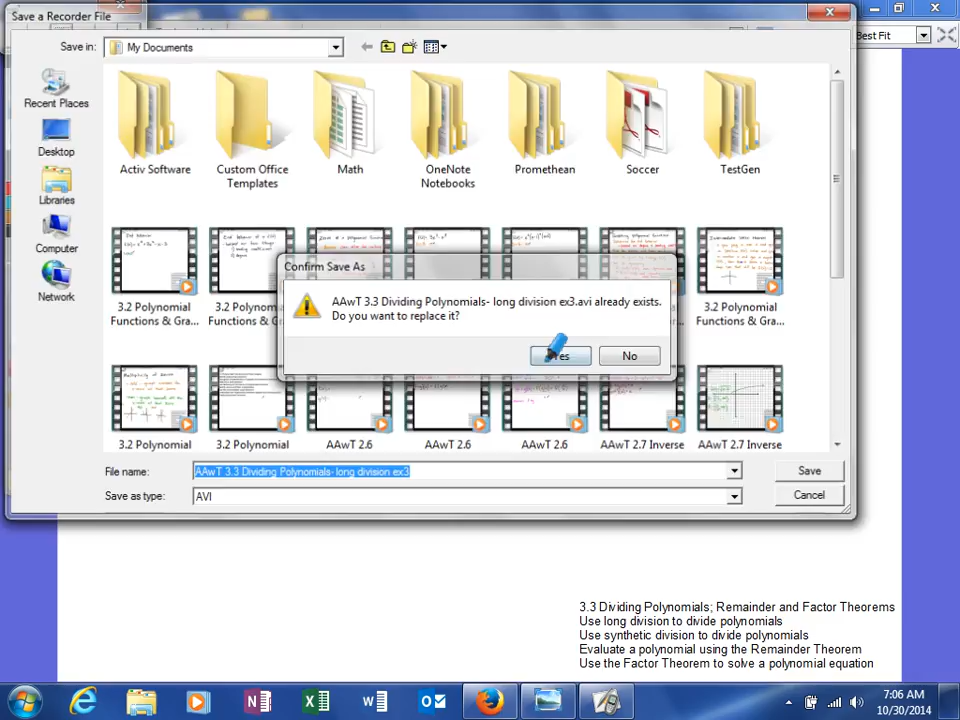 Save a Recorder File
Best Fit
Save in:
My Documents
Recent Places
Desktop
Libraries
Computer
Network
Activ Software
Custom Office
Templates
Math
OneNote
Notebooks
Promethean
Soccer
TestGen
3.2 Polynomial
Functions & Gra...
3.2 Polynomial
Functions & Gra...
3.2 Polynomial
Functions & Gra...
Confirm Save As
AAwT 3.3 Dividing Polynomials- long division ex3.avi already exists.
Do you want to replace it?
Yes
No
3.2 Polynomial
3.2 Polynomial
AAwT 2.6
AAwT 2.6
AAwT 2.6
AAwT 2.7 Inverse
AAwT 2.7 Inverse
File name:
AAwT 3.3 Dividing Polynomials- long division ex3
Save
Save as type:
AVI
Cancel
3.3 Dividing Polynomials; Remainder and Factor Theorems
Use long division to divide polynomials
Use synthetic division to divide polynomials
Evaluate a polynomial using the Remainder Theorem
Use the Factor Theorem to solve a polynomial equation
7:06 AM
10/30/2014